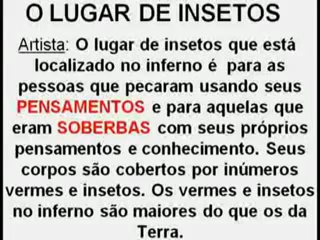 O LUGAR DE INSETOS
Artista: O lugar de insetos que está
localizado no inferno é para as
pessoas que pecaram usando seus
PENSAMENTOS e para aquelas que
eram SOBERBAS com seus próprios
pensamentos e conhecimento. Seus
corpos são cobertos por inúmeros
vermes e insetos. Os vermes e insetos
no inferno são maiores do que os da
Terra.